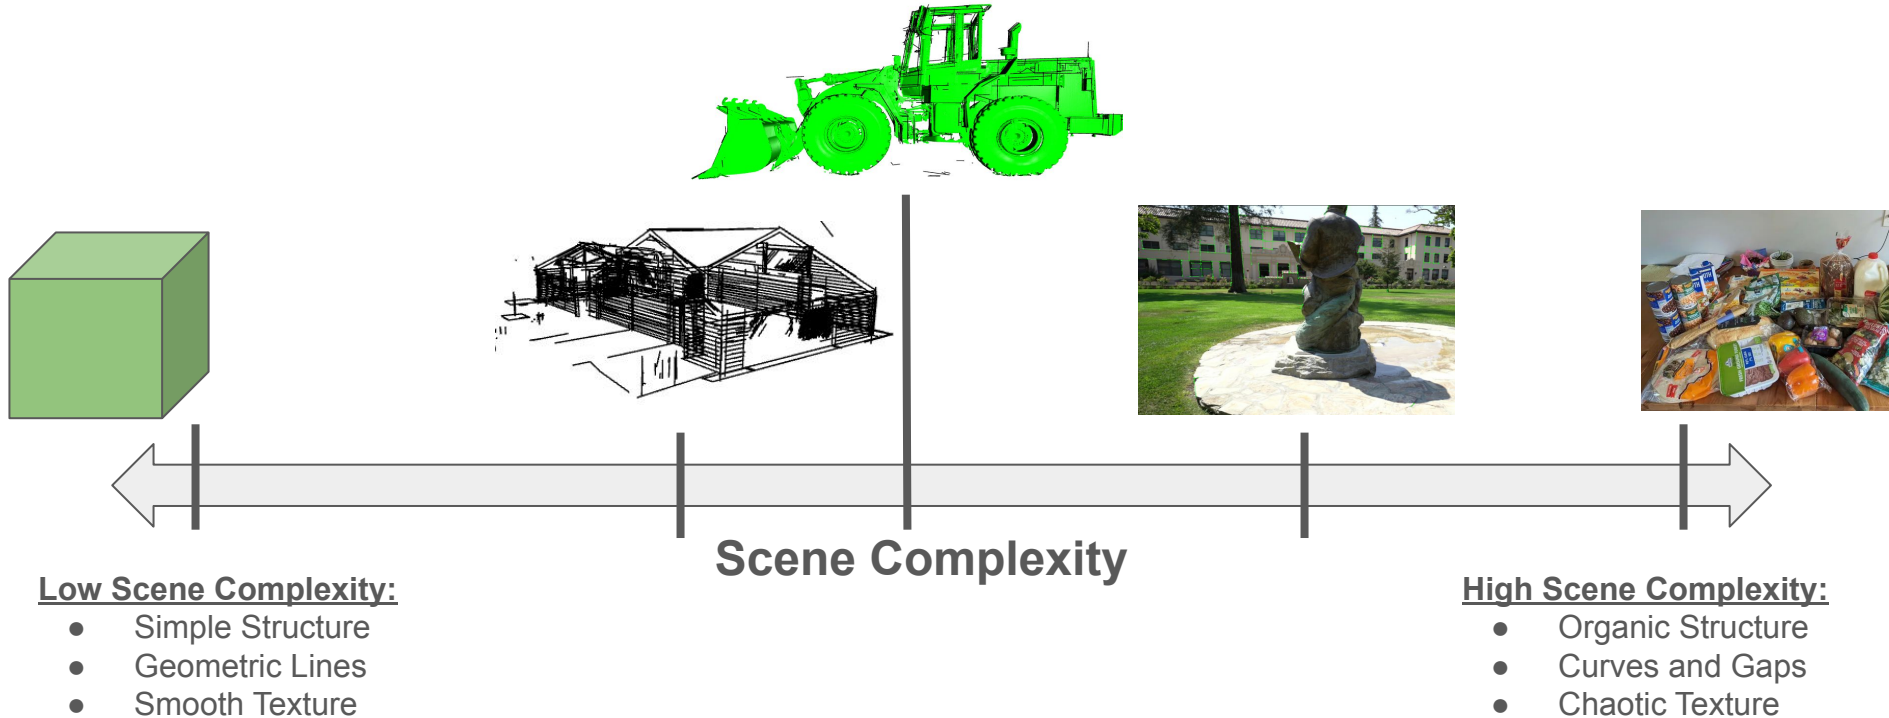 Scene Complexity
Low Scene Complexity:
● Simple Structure
● Geometric Lines
● Smooth Texture
High Scene Complexity:
● Organic Structure
● Curves and Gaps
● Chaotic Texture